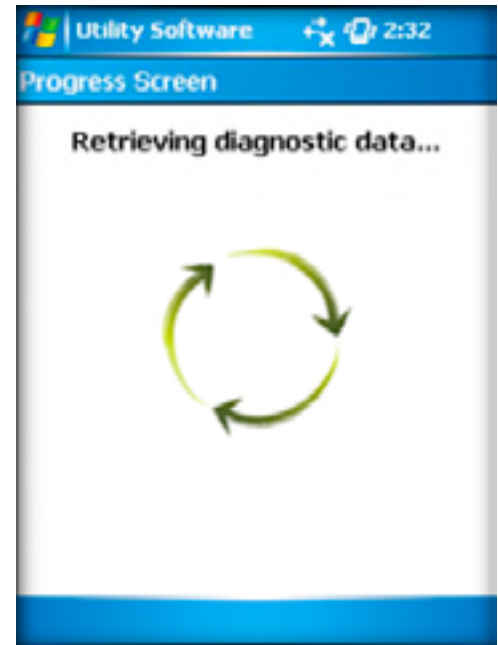 Utility Software 2:32
Progress Screen
Retrieving diagnostic data...